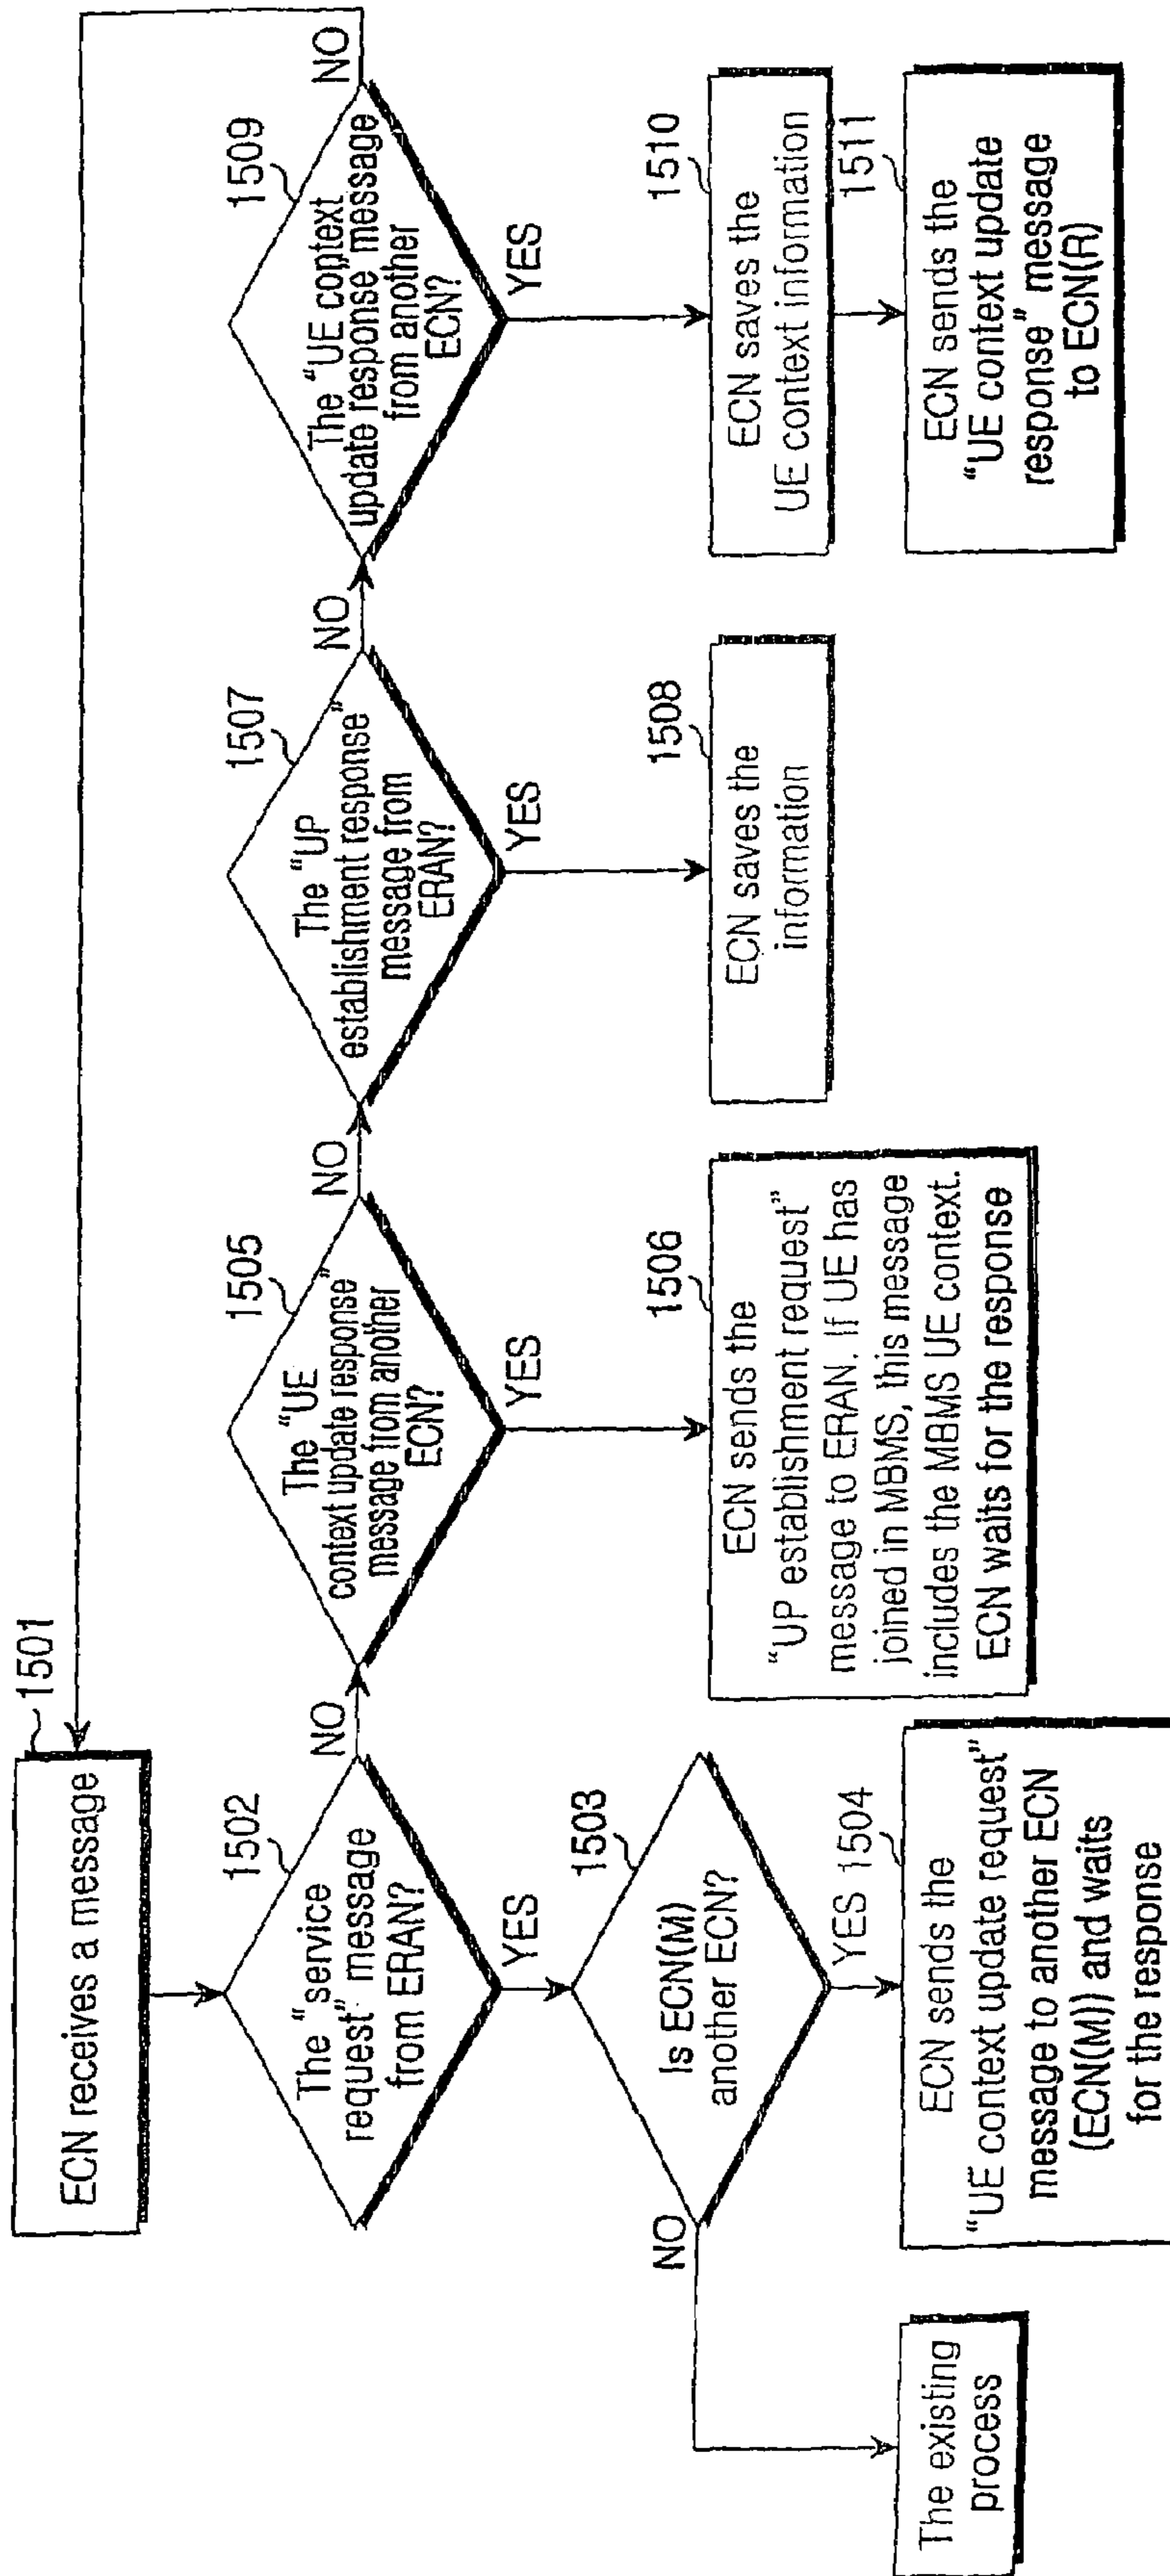 ECN receives a message
1501
The "service
request" message
from ERAN?
1502
NO
YES
Is ECN(M)
another ECN?
1503
NO
YES
The existing
process
1504
ECN sends the
"UE context update request"
message to another ECN
(ECN(M)) and waits
for the response
The "UE
context update response"
message from another
ECN?
1505
NO
YES
1506
ECN sends the
"UP establishment request"
message to ERAN. If UE has
joined in MBMS, this message
includes the MBMS UE context.
ECN waits for the response
The "UP
establishment response"
message from
ERAN?
1507
NO
YES
1508
ECN saves the
information
The "UE context
update response" message
from another
ECN?
1509
NO
YES
1510
ECN saves the
UE context information
1511
ECN sends the
"UE context update
response" message
to ECN(R)